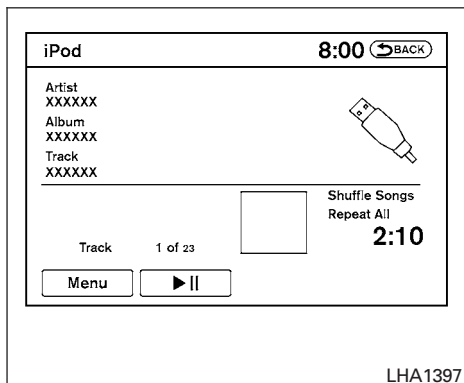 iPod 8:00 BACK
Artist
XXXXXX
Album
XXXXXX
Track
XXXXXX
Shuffle Songs
Repeat All
2:10
Track 1 of 23
Menu
LHA1397